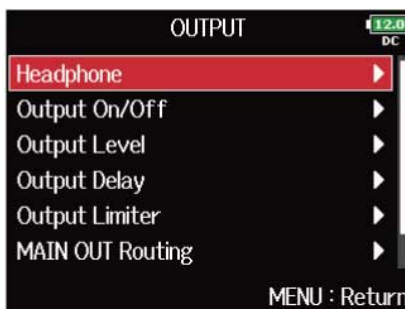 OUTPUT
12.0
DC
Headphone
Output On/Off
Output Level
Output Delay
Output Limiter
MAIN OUT Routing
MENU : Return